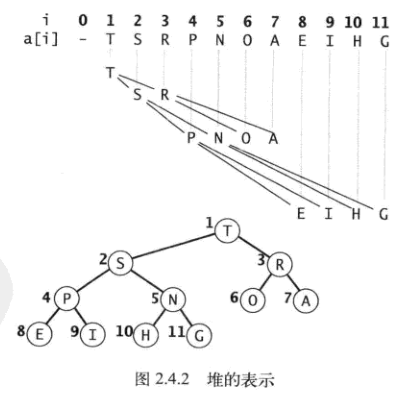 i 0 1 2 3 4 5 6 7 8 9 10 11
a[i] - T S R P N O A E I H G
T
S R
P N O A
E I H G
1 T
2 S 3 R
4 P 5 N 6 O 7 A
8 E 9 I 10 H 11 G
图 2.4.2 堆的表示